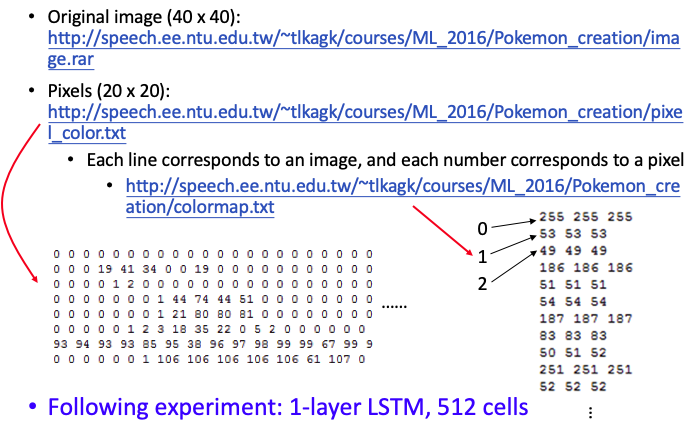 • Original image (40 x 40):
http://speech.ee.ntu.edu.tw/~tlkagk/courses/ML_2016/Pokemon_creation/ima
ge.rar
• Pixels (20 x 20):
http://speech.ee.ntu.edu.tw/~tlkagk/courses/ML_2016/Pokemon_creation/pixe
l_color.txt
• Each line corresponds to an image, and each number corresponds to a pixel
• http://speech.ee.ntu.edu.tw/~tlkagk/courses/ML_2016/Pokemon_cre
ation/colormap.txt
0 0 0 0 0 0 0 0 0 0 0 0 0 0 0 0 0 0 0 0
0 0 0 19 41 34 0 0 19 0 0 0 0 0 0 0 0 0 0
0 0 0 0 1 2 0 0 0 0 0 0 0 0 0 0 0 0 0 0
0 0 0 0 0 0 0 1 44 74 44 51 0 0 0 0 0 0 0
0 0 0 0 0 0 0 1 21 80 80 81 0 0 0 0 0 0 0
0 0 0 0 0 1 2 3 18 35 22 0 5 2 0 0 0 0 0 0
93 94 93 93 85 95 38 96 97 98 99 99 67 99 9
0 0 0 0 0 0 1 106 106 106 106 106 61 107 0
......
0
1
2
255 255 255
53 53 53
49 49 49
186 186 186
51 51 51
54 54 54
187 187 187
83 83 83
50 51 52
251 251 251
52 52 52
⋮
• Following experiment: 1-layer LSTM, 512 cells